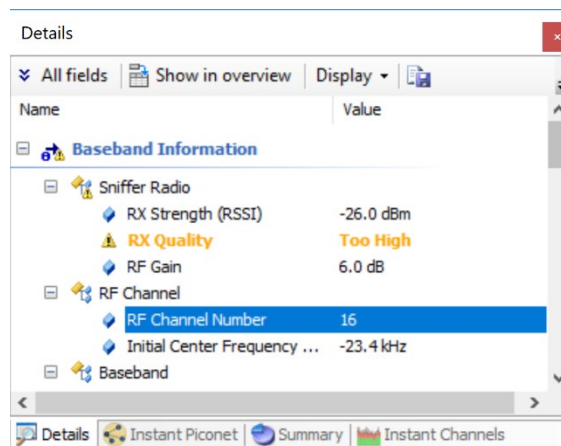 Details
All fields Show in overview Display
Name Value
Baseband Information
Sniffer Radio
RX Strength (RSSI) -26.0 dBm
RX Quality Too High
RF Gain 6.0 dB
RF Channel
RF Channel Number 16
Initial Center Frequency ... -23.4 kHz
Baseband
Details Instant Piconet Summary Instant Channels